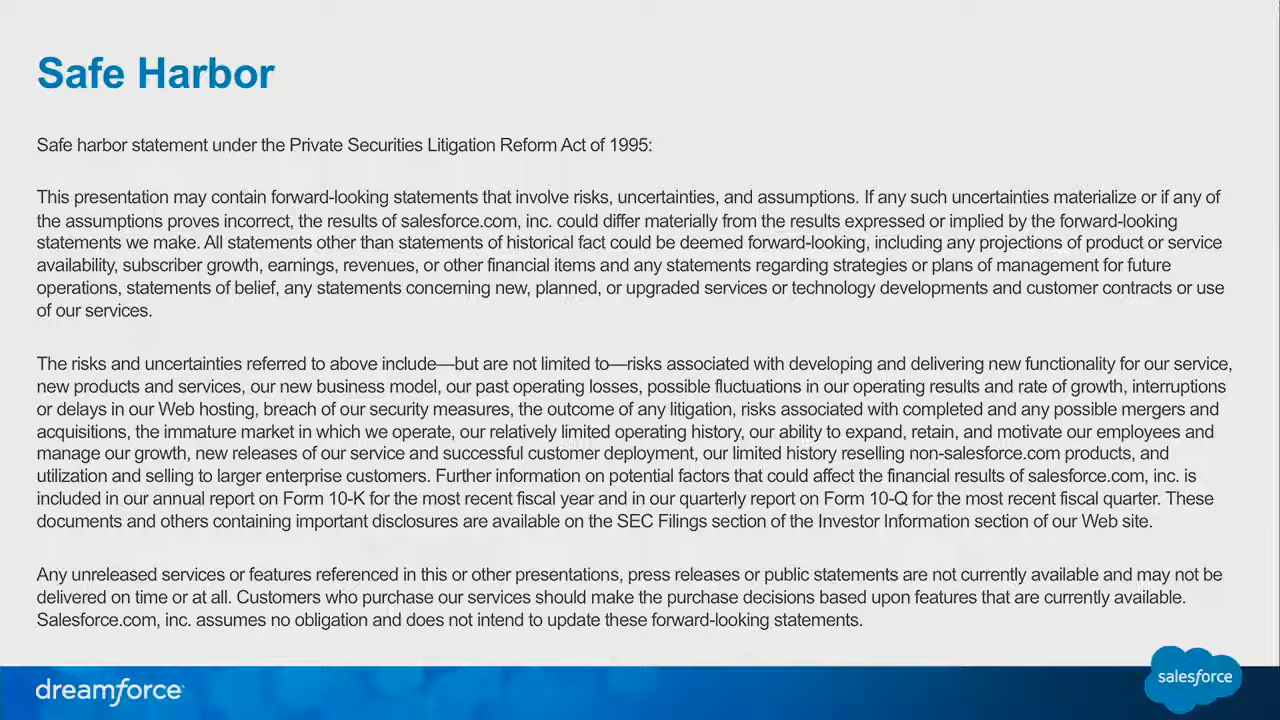 Safe Harbor
Safe harbor statement under the Private Securities Litigation Reform Act of 1995:
This presentation may contain forward-looking statements that involve risks, uncertainties, and assumptions. If any such uncertainties materialize or if any of
the assumptions proves incorrect, the results of salesforce.com, inc. could differ materially from the results expressed or implied by the forward-looking
statements we make. All statements other than statements of historical fact could be deemed forward-looking, including any projections of product or service
availability, subscriber growth, earnings, revenues, or other financial items and any statements regarding strategies or plans of management for future
operations, statements of belief, any statements concerning new, planned, or upgraded services or technology developments and customer contracts or use
of our services.
The risks and uncertainties referred to above include—but are not limited to—risks associated with developing and delivering new functionality for our service,
new products and services, our new business model, our past operating losses, possible fluctuations in our operating results and rate of growth, interruptions
or delays in our Web hosting, breach of our security measures, the outcome of any litigation, risks associated with completed and any possible mergers and
acquisitions, the immature market in which we operate, our relatively limited operating history, our ability to expand, retain, and motivate our employees and
manage our growth, new releases of our service and successful customer deployment, our limited history reselling non-salesforce.com products, and
utilization and selling to larger enterprise customers. Further information on potential factors that could affect the financial results of salesforce.com, inc. is
included in our annual report on Form 10-K for the most recent fiscal year and in our quarterly report on Form 10-Q for the most recent fiscal quarter. These
documents and others containing important disclosures are available on the SEC Filings section of the Investor Information section of our Web site.
Any unreleased services or features referenced in this or other presentations, press releases or public statements are not currently available and may not be
delivered on time or at all. Customers who purchase our services should make the purchase decisions based upon features that are currently available.
Salesforce.com, inc. assumes no obligation and does not intend to update these forward-looking statements.
dreamforce
salesforce